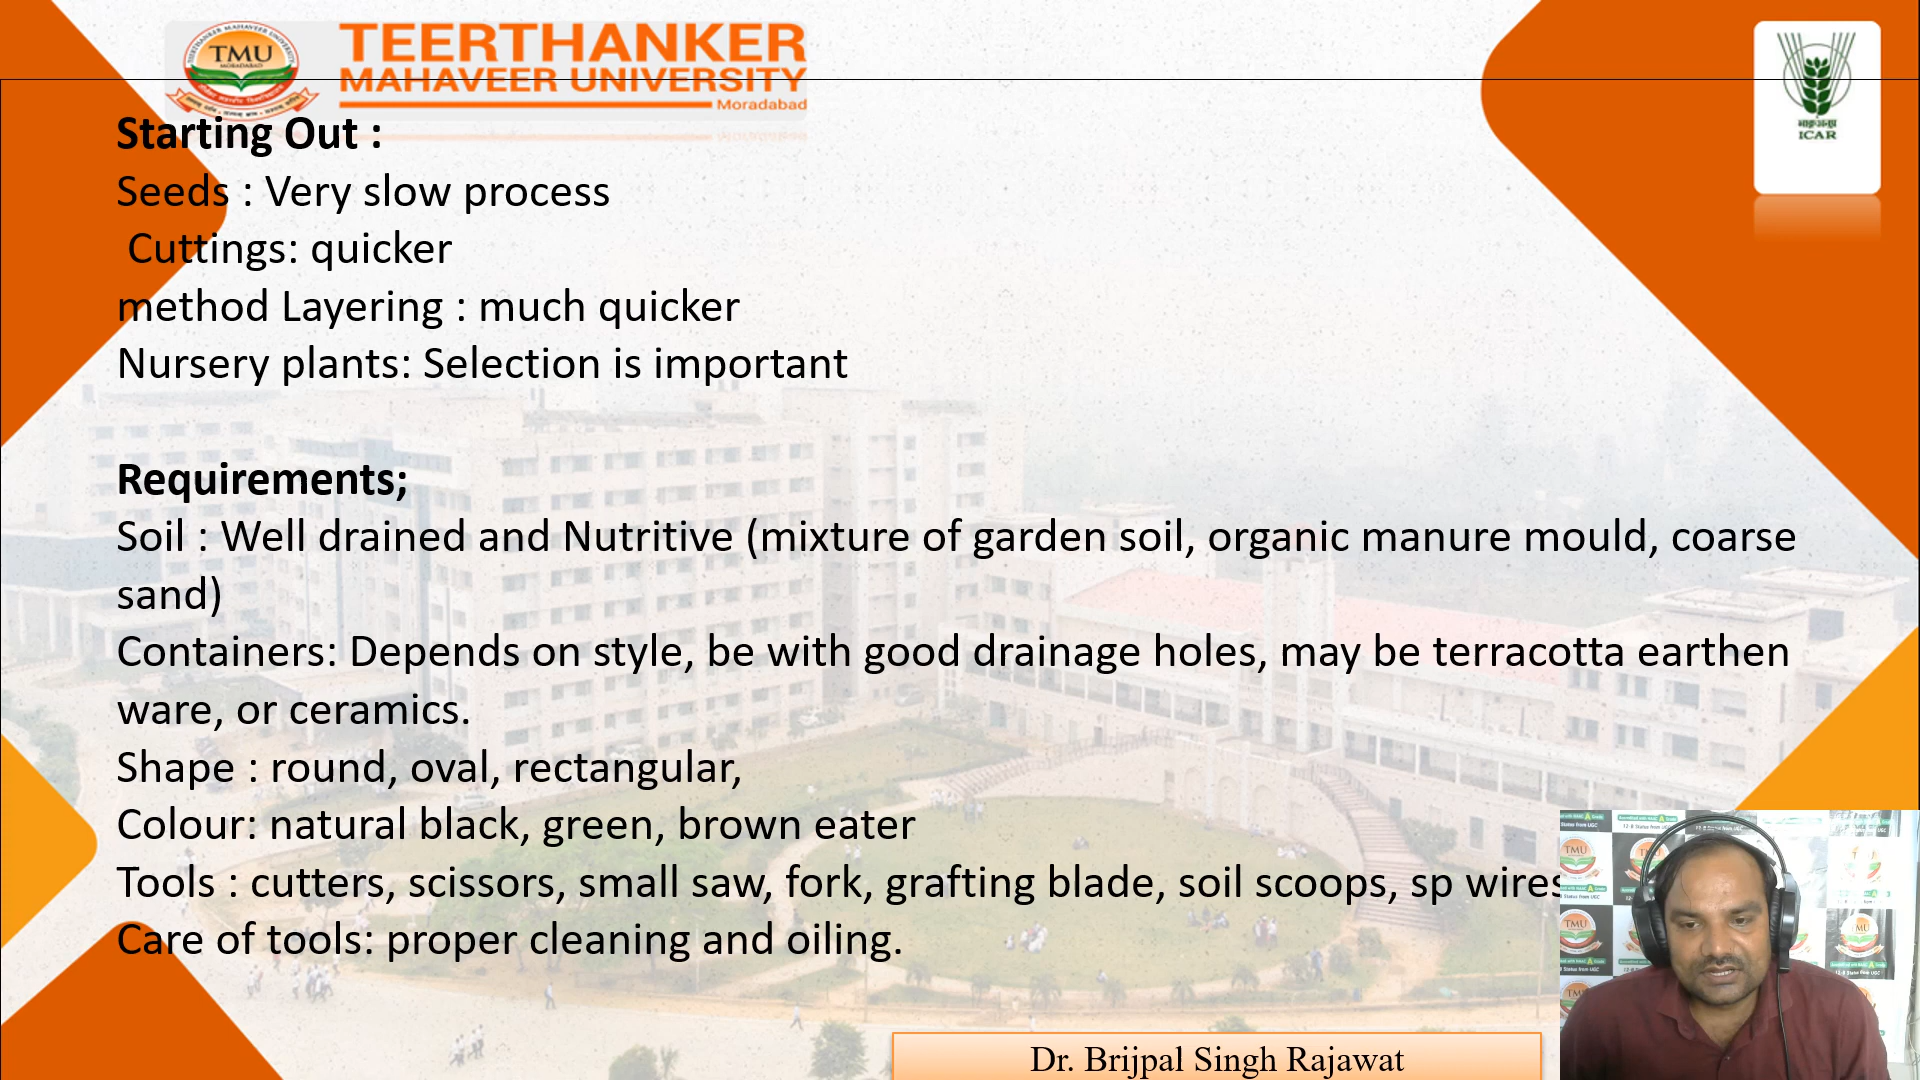 TMU
MORADABAD
TEERTHANKER
MAHAVEER UNIVERSITY
Moradabad
ICAR
Starting Out :
Seeds : Very slow process
Cuttings: quicker
method Layering : much quicker
Nursery plants: Selection is important
Requirements;
Soil : Well drained and Nutritive (mixture of garden soil, organic manure mould, coarse
sand)
Containers: Depends on style, be with good drainage holes, may be terracotta earthen
ware, or ceramics.
Shape : round, oval, rectangular,
Colour: natural black, green, brown eater
Tools : cutters, scissors, small saw, fork, grafting blade, soil scoops, sp wires
Care of tools: proper cleaning and oiling.
Dr. Brijpal Singh Rajawat
TMU
TMU